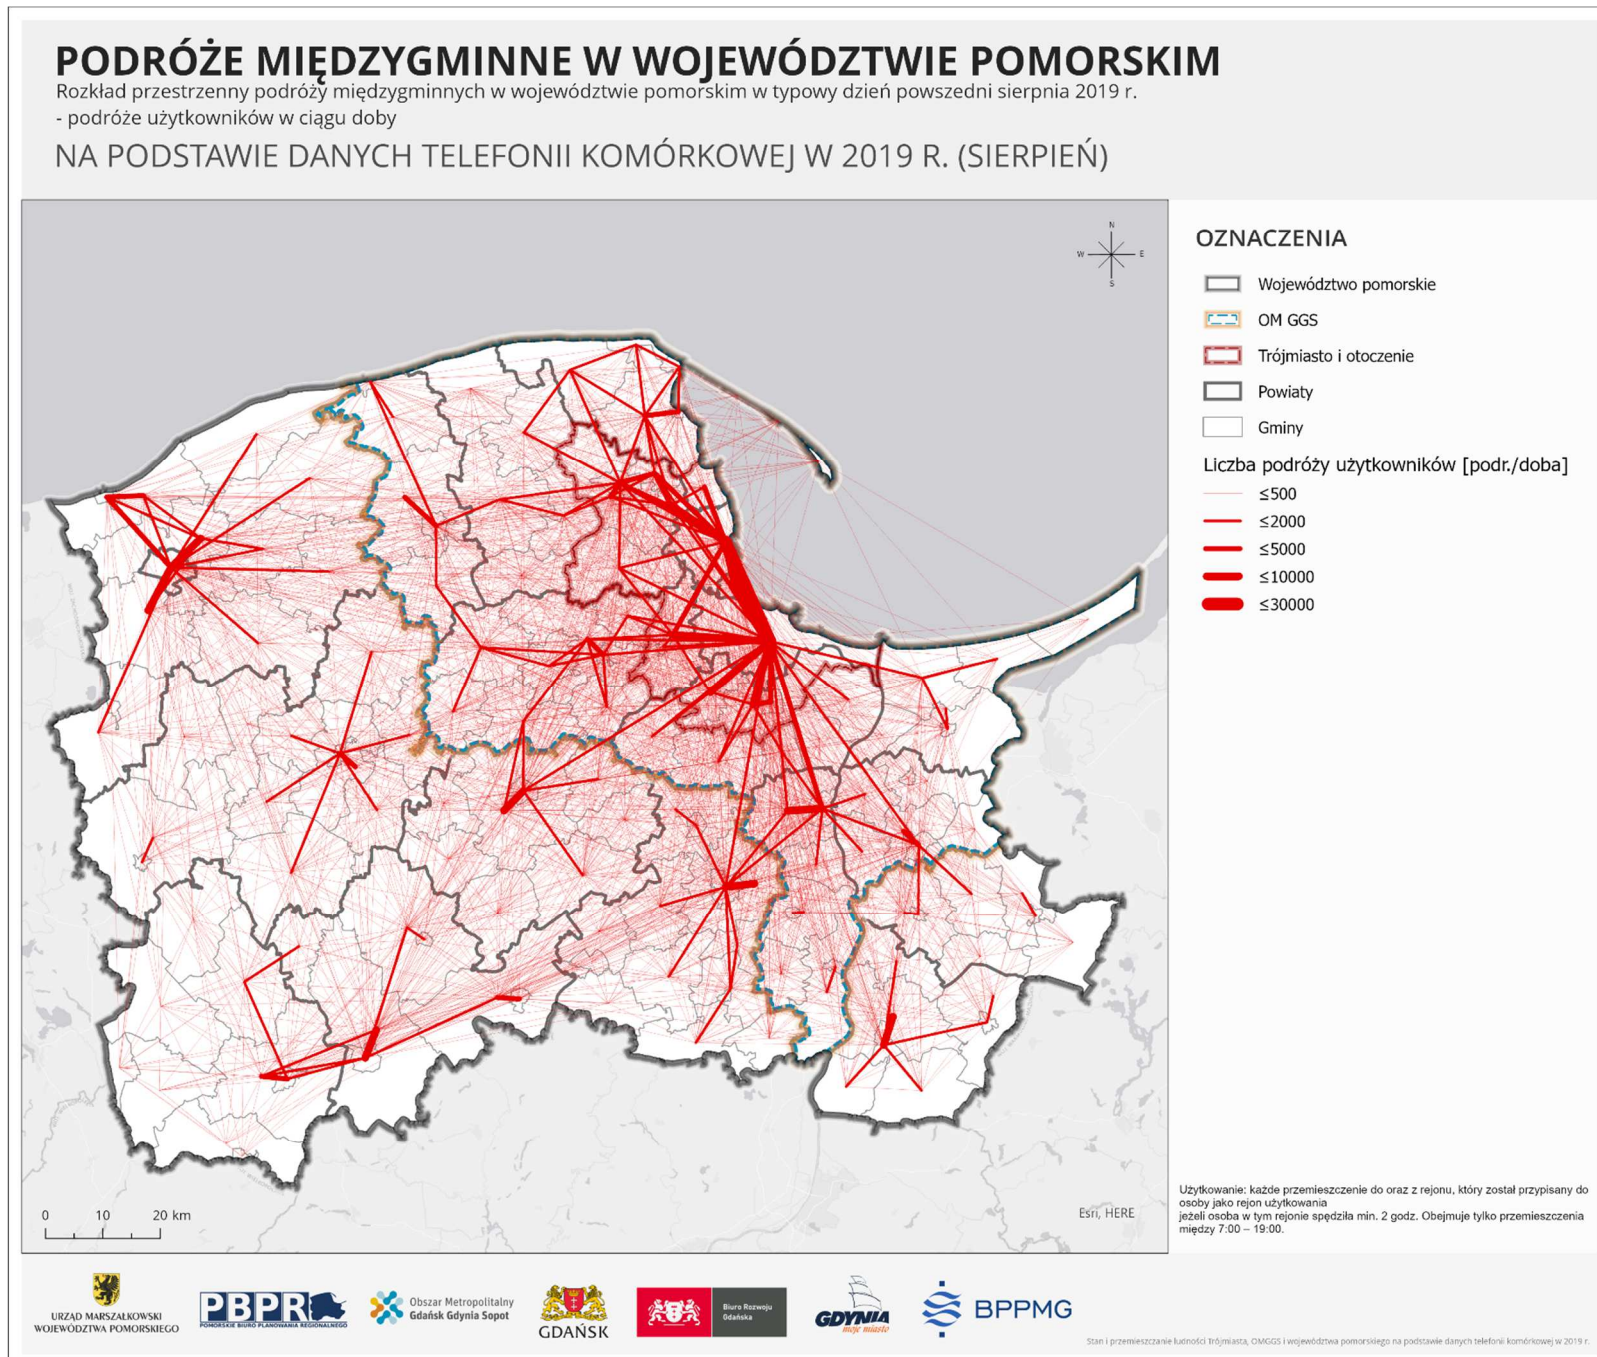 PODRÓŻE MIĘDZYGMINNE W WOJEWÓDZTWIE POMORSKIM
Rozkład przestrzenny podróży międzygminnych w województwie pomorskim w typowy dzień powszedni sierpnia 2019 r.
- podróże użytkowników w ciągu doby
NA PODSTAWIE DANYCH TELEFONII KOMÓRKOWEJ W 2019 R. (SIERPIEŃ)
N
W E
S
OZNACZENIA
Województwo pomorskie
OM GGS
Trójmiasto i otoczenie
Powiaty
Gminy
Liczba podróży użytkowników [podr./doba]
≤500
≤2000
≤5000
≤10000
≤30000
Użytkowanie: każde przemieszczenie do oraz z rejonu, który został przypisany do
osoby jako rejon użytkowania
jeżeli osoba w tym rejonie spędziła min. 2 godz. Obejmuje tylko przemieszczenia
między 7:00 – 19:00.
0 10 20 km
Esri, HERE
URZĄD MARSZAŁKOWSKI
WOJEWÓDZTWA POMORSKIEGO
PBPR
POMORSKIE BIURO PLANOWANIA REGIONALNEGO
Obszar Metropolitalny
Gdańsk Gdynia Sopot
GDAŃSK
Biuro Rozwoju
Gdańska
GDYNIA
moje miasto
BPPMG
Stan i przemieszczanie ludności Trójmiasta, OMGGS i województwa pomorskiego na podstawie danych telefonii komórkowej w 2019 r.